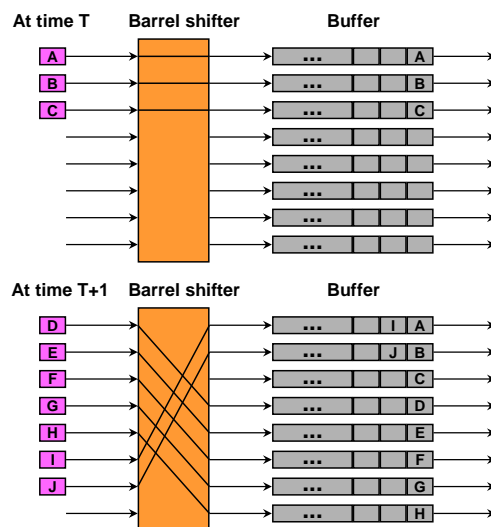 At time T Barrel shifter Buffer
A ... A
B ... B
C ... C
...
...
...
...
...
At time T+1 Barrel shifter Buffer
D ... I A
E ... J B
F ... C
G ... D
H ... E
I ... F
J ... G
... H